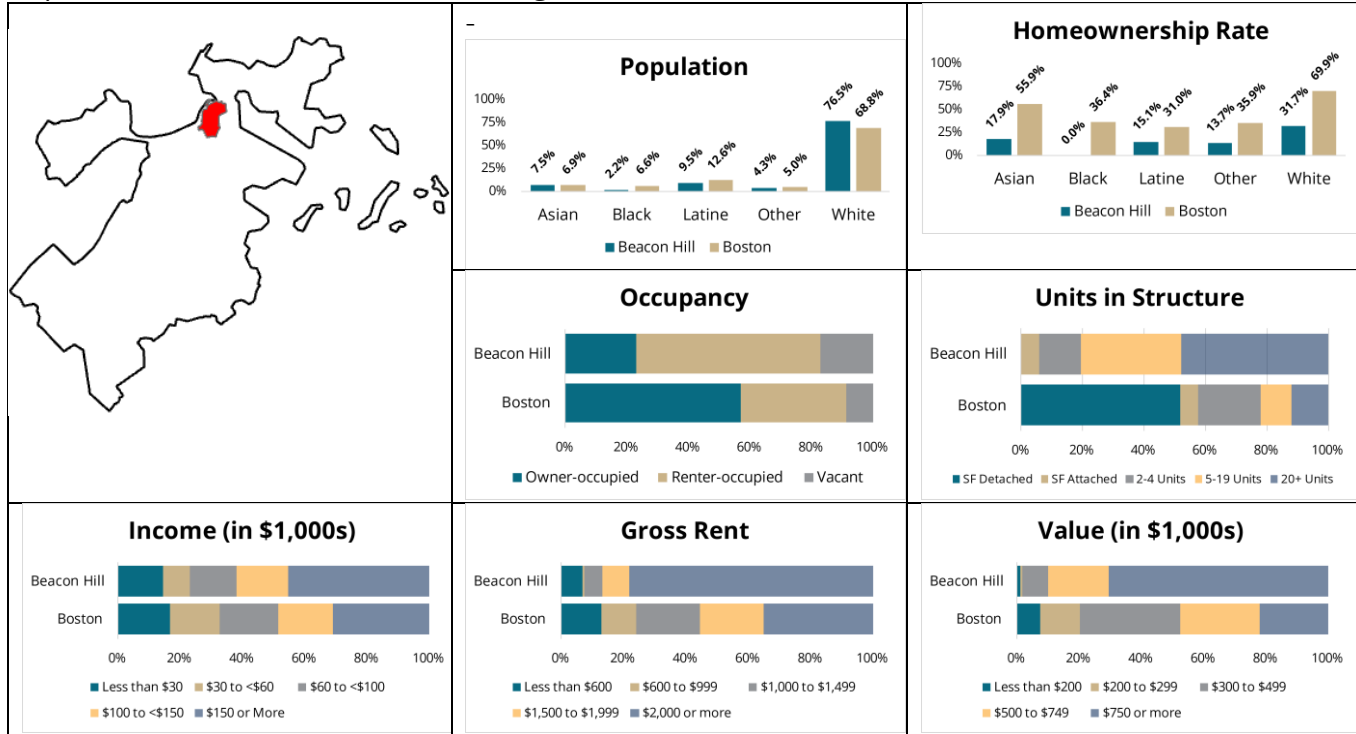 –
Population
100%
75%
50%
25%
0%
7.5% 6.9% 2.2% 6.6% 9.5% 12.6% 4.3% 5.0% 76.5% 68.8%
Asian Black Latine Other White
Beacon Hill Boston
Homeownership Rate
100%
75%
50%
25%
0%
17.9% 55.9% 0.0% 36.4% 15.1% 31.0% 13.7% 35.9% 31.7% 69.9%
Asian Black Latine Other White
Beacon Hill Boston
Occupancy
Beacon Hill
Boston
0% 20% 40% 60% 80% 100%
Owner-occupied Renter-occupied Vacant
Units in Structure
Beacon Hill
Boston
0% 20% 40% 60% 80% 100%
SF Detached SF Attached 2-4 Units 5-19 Units 20+ Units
Income (in $1,000s)
Beacon Hill
Boston
0% 20% 40% 60% 80% 100%
Less than $30 $30 to <$60 $60 to <$100
$100 to <$150 $150 or More
Gross Rent
Beacon Hill
Boston
0% 20% 40% 60% 80% 100%
Less than $600 $600 to $999 $1,000 to $1,499
$1,500 to $1,999 $2,000 or more
Value (in $1,000s)
Beacon Hill
Boston
0% 20% 40% 60% 80% 100%
Less than $200 $200 to $299 $300 to $499
$500 to $749 $750 or more